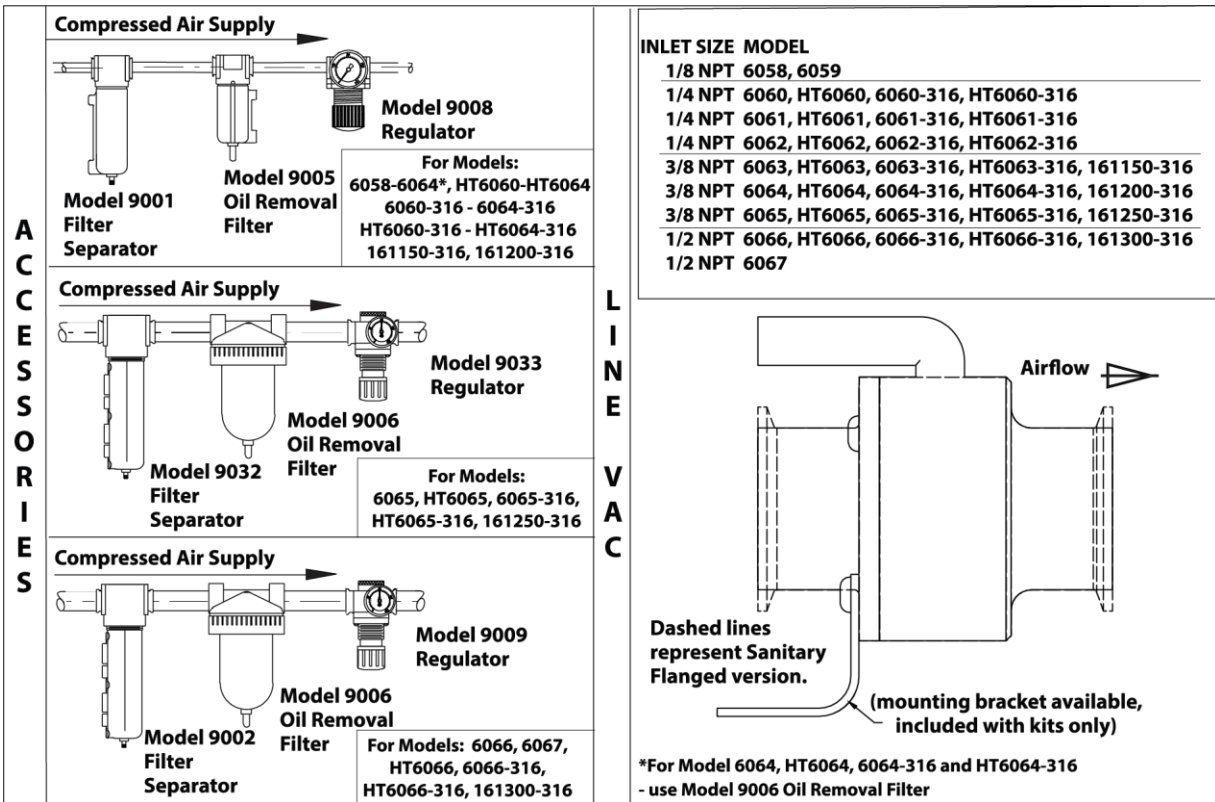 ACCESSORIES
Compressed Air Supply
Model 9001
Filter
Separator
Model 9005
Oil Removal
Filter
Model 9008
Regulator
For Models:
6058-6064*, HT6060-HT6064
6060-316 - 6064-316
HT6060-316 - HT6064-316
161150-316, 161200-316
Compressed Air Supply
Model 9032
Filter
Separator
Model 9006
Oil Removal
Filter
Model 9033
Regulator
For Models:
6065, HT6065, 6065-316,
HT6065-316, 161250-316
Compressed Air Supply
Model 9002
Filter
Separator
Model 9006
Oil Removal
Filter
Model 9009
Regulator
For Models: 6066, 6067,
HT6066, 6066-316,
HT6066-316, 161300-316
LINE VAC
INLET SIZE MODEL
1/8 NPT 6058, 6059
1/4 NPT 6060, HT6060, 6060-316, HT6060-316
1/4 NPT 6061, HT6061, 6061-316, HT6061-316
1/4 NPT 6062, HT6062, 6062-316, HT6062-316
3/8 NPT 6063, HT6063, 6063-316, HT6063-316, 161150-316
3/8 NPT 6064, HT6064, 6064-316, HT6064-316, 161200-316
3/8 NPT 6065, HT6065, 6065-316, HT6065-316, 161250-316
1/2 NPT 6066, HT6066, 6066-316, HT6066-316, 161300-316
1/2 NPT 6067
Airflow
Dashed lines
represent Sanitary
Flanged version.
(mounting bracket available,
included with kits only)
*For Model 6064, HT6064, 6064-316 and HT6064-316
- use Model 9006 Oil Removal Filter